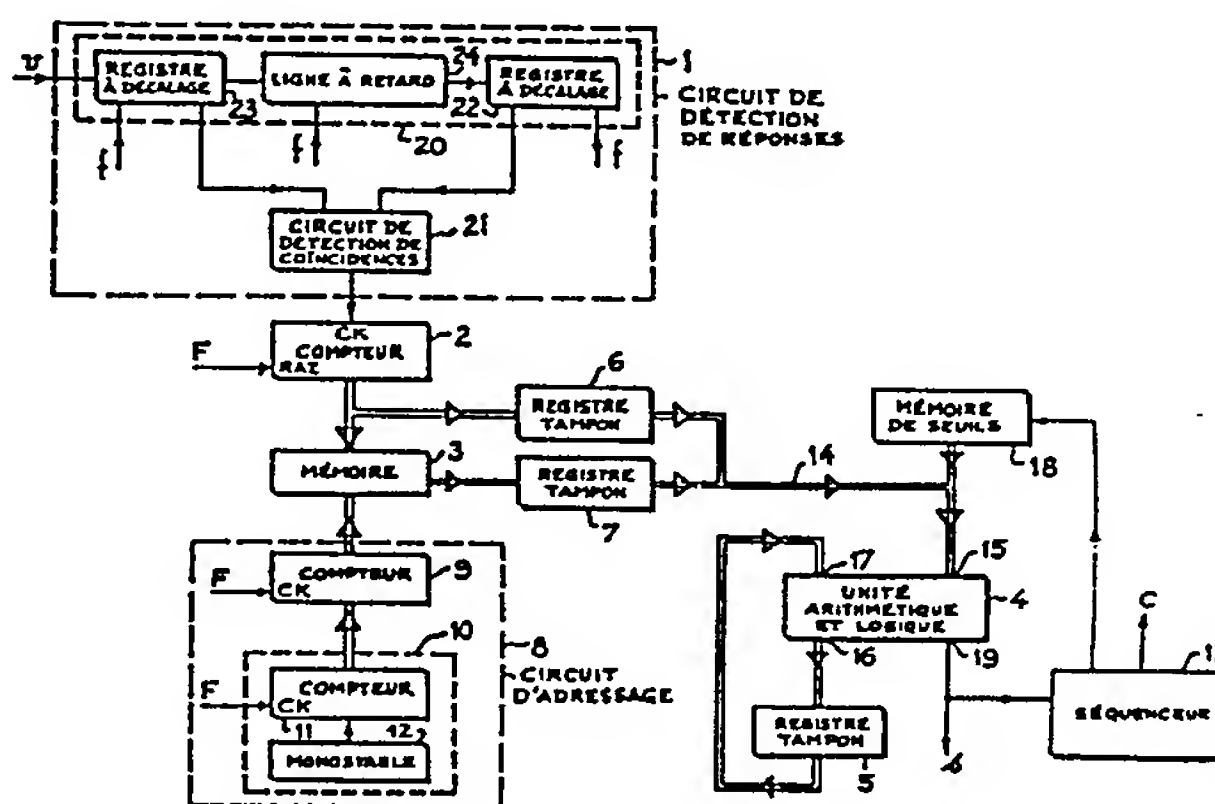 v
REGISTRE
À DÉCALAGE
23
LIGNE À RETARD
24
REGISTRE
À DÉCALAGE
22
1
CIRCUIT DE
DÉTECTION
DE RÉPONSES
f
f
f
20
CIRCUIT DE
DÉTECTION DE
COÏNCIDENCES
21
F
CK
COMPTEUR
RAZ
2
6
REGISTRE
TAMPON
MÉMOIRE
DE SEUILS
18
MÉMOIRE
3
REGISTRE
TAMPON
7
14
F
COMPTEUR
CK
9
17
15
UNITÉ
ARITHMÉTIQUE
ET LOGIQUE
4
16
19
10
8
CIRCUIT
D'ADRESSAGE
F
COMPTEUR
CK
11
12
MONOSTABLE
REGISTRE
TAMPON
5
C
SÉQUENCEUR